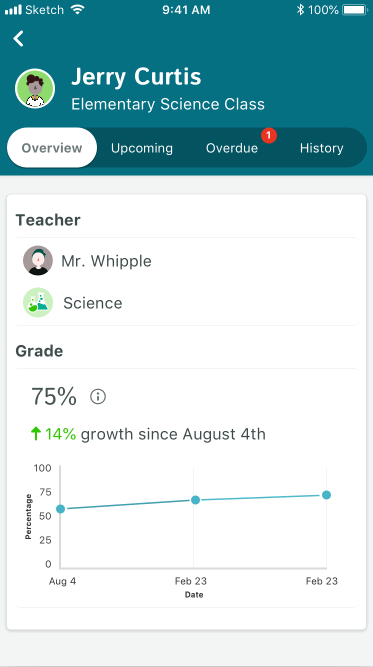 Sketch 9:41 AM 100%
Jerry Curtis
Elementary Science Class
Overview Upcoming Overdue 1 History
Teacher
Mr. Whipple
Science
Grade
75%
14% growth since August 4th
100
75
50
25
0
Percentage
Aug 4 Feb 23 Feb 23
Date